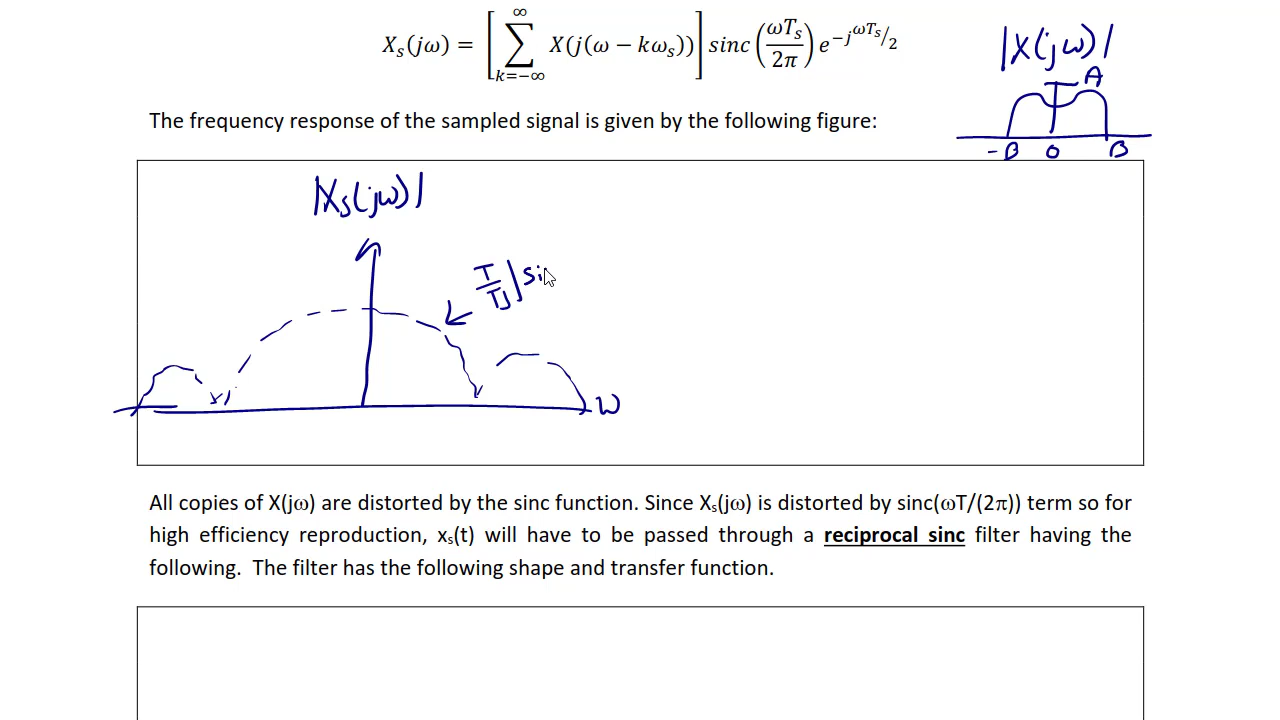 X_s(jω) = [ ∑_{k=−∞}^{∞} X(j(ω − kω_s)) ] sinc (ωT_s/2π) e^{−jωT_s/2}
|X(jω)|
A
The frequency response of the sampled signal is given by the following figure:
-B 0 B
|Xs(jω)|
T/Ts |si
ω
All copies of X(jω) are distorted by the sinc function. Since X_s(jω) is distorted by sinc(ωT/(2π)) term so for
high efficiency reproduction, x_s(t) will have to be passed through a reciprocal sinc filter having the
following. The filter has the following shape and transfer function.